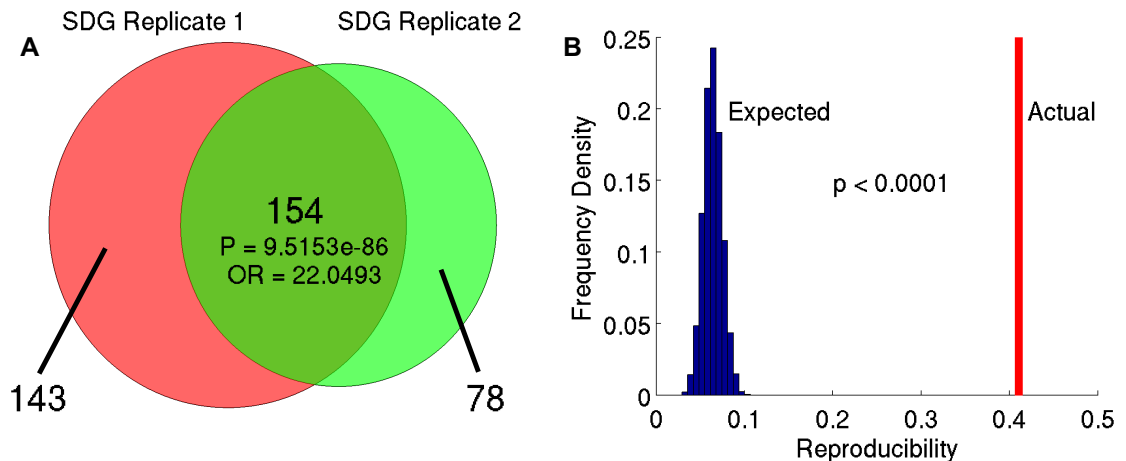 A
SDG Replicate 1
SDG Replicate 2
154
P = 9.5153e-86
OR = 22.0493
143
78
B
0.25
0.2
0.15
0.1
0.05
0
Frequency Density
Expected
Actual
p < 0.0001
0
0.1
0.2
0.3
0.4
0.5
Reproducibility